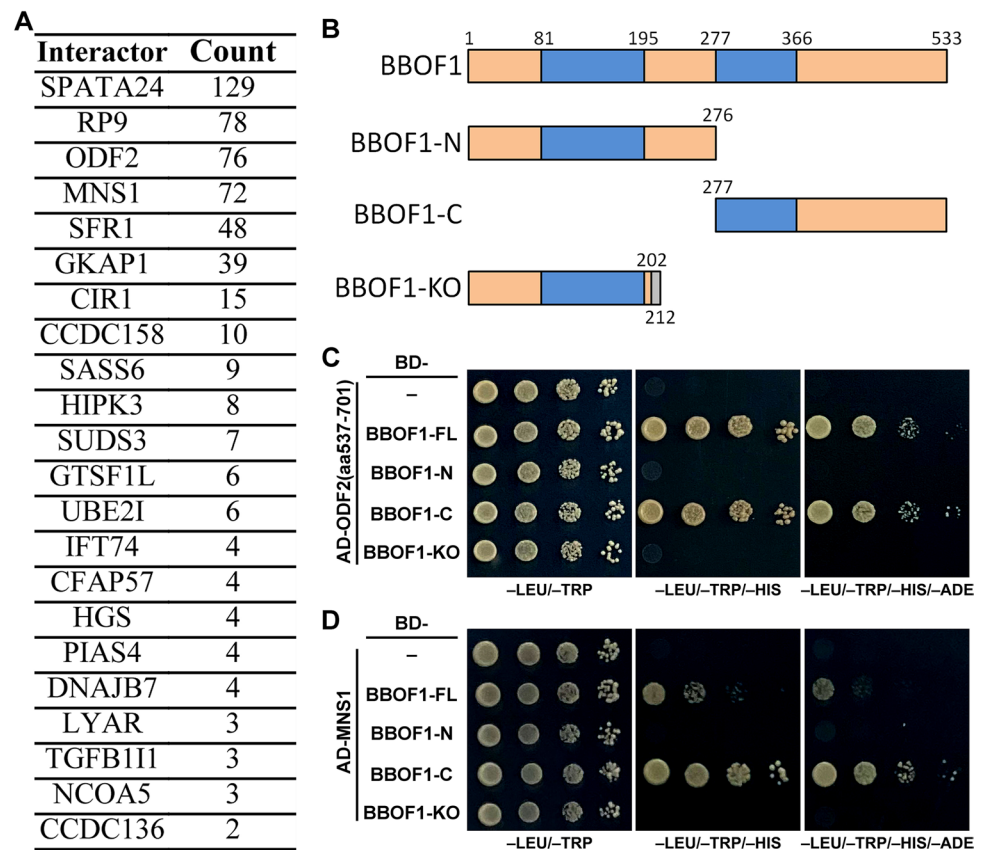 A
Interactor Count
SPATA24 129
RP9 78
ODF2 76
MNS1 72
SFR1 48
GKAP1 39
CIR1 15
CCDC158 10
SASS6 9
HIPK3 8
SUDS3 7
GTSF1L 6
UBE2I 6
IFT74 4
CFAP57 4
HGS 4
PIAS4 4
DNAJB7 4
LYAR 3
TGFB1I1 3
NCOA5 3
CCDC136 2
B
1 81 195 277 366 533
BBOF1
276
BBOF1-N
277
BBOF1-C
202
BBOF1-KO
212
C
BD-
AD-ODF2(aa537-701)
–
BBOF1-FL
BBOF1-N
BBOF1-C
BBOF1-KO
–LEU/–TRP –LEU/–TRP/–HIS –LEU/–TRP/–HIS/–ADE
D
BD-
AD-MNS1
–
BBOF1-FL
BBOF1-N
BBOF1-C
BBOF1-KO
–LEU/–TRP –LEU/–TRP/–HIS –LEU/–TRP/–HIS/–ADE